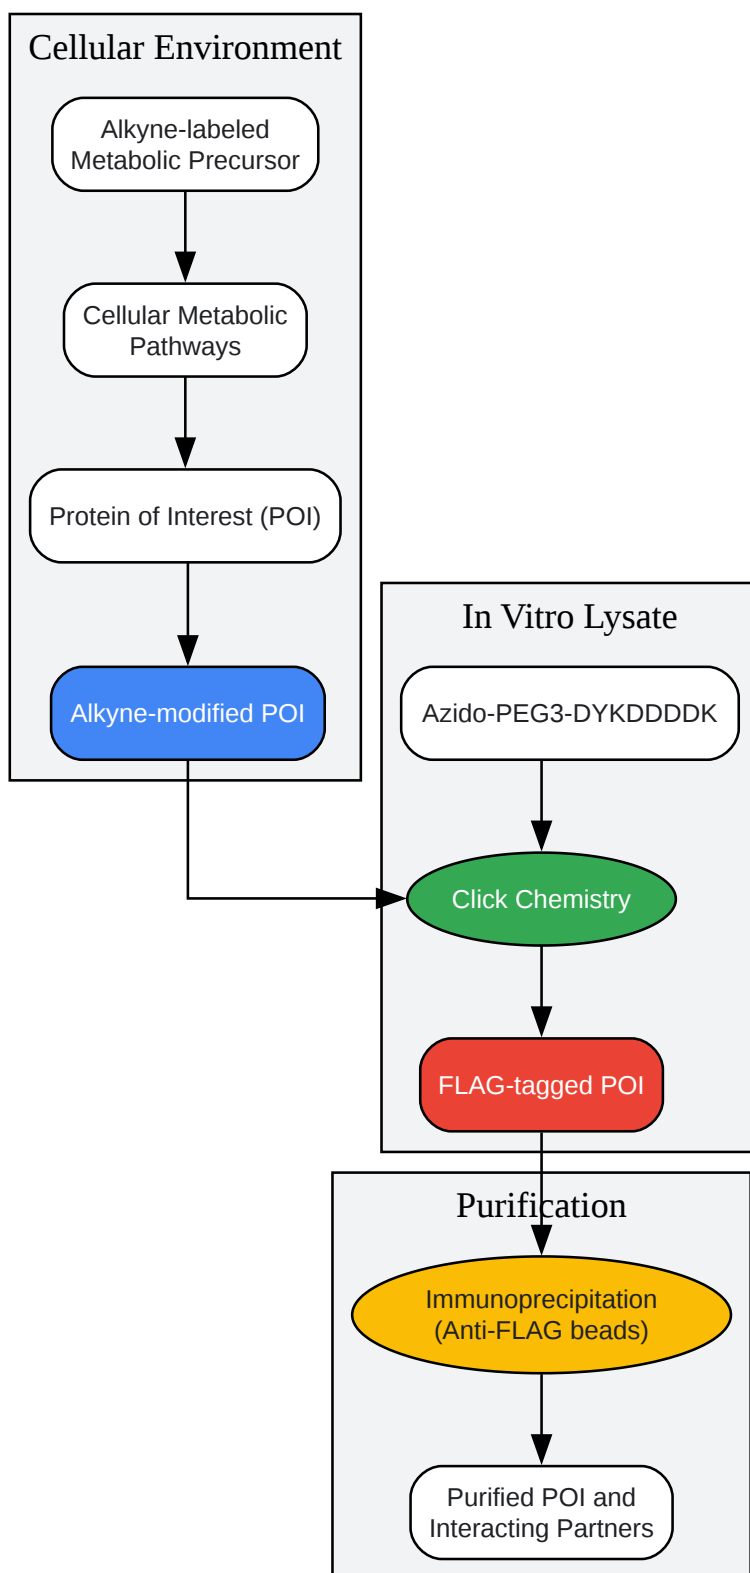 Cellular Environment
Alkyne-labeled
Metabolic Precursor
Cellular Metabolic
Pathways
Protein of Interest (POI)
Alkyne-modified POI
In Vitro Lysate
Azido-PEG3-DYKDDDDK
Click Chemistry
FLAG-tagged POI
Purification
Immunoprecipitation
(Anti-FLAG beads)
Purified POI and
Interacting Partners